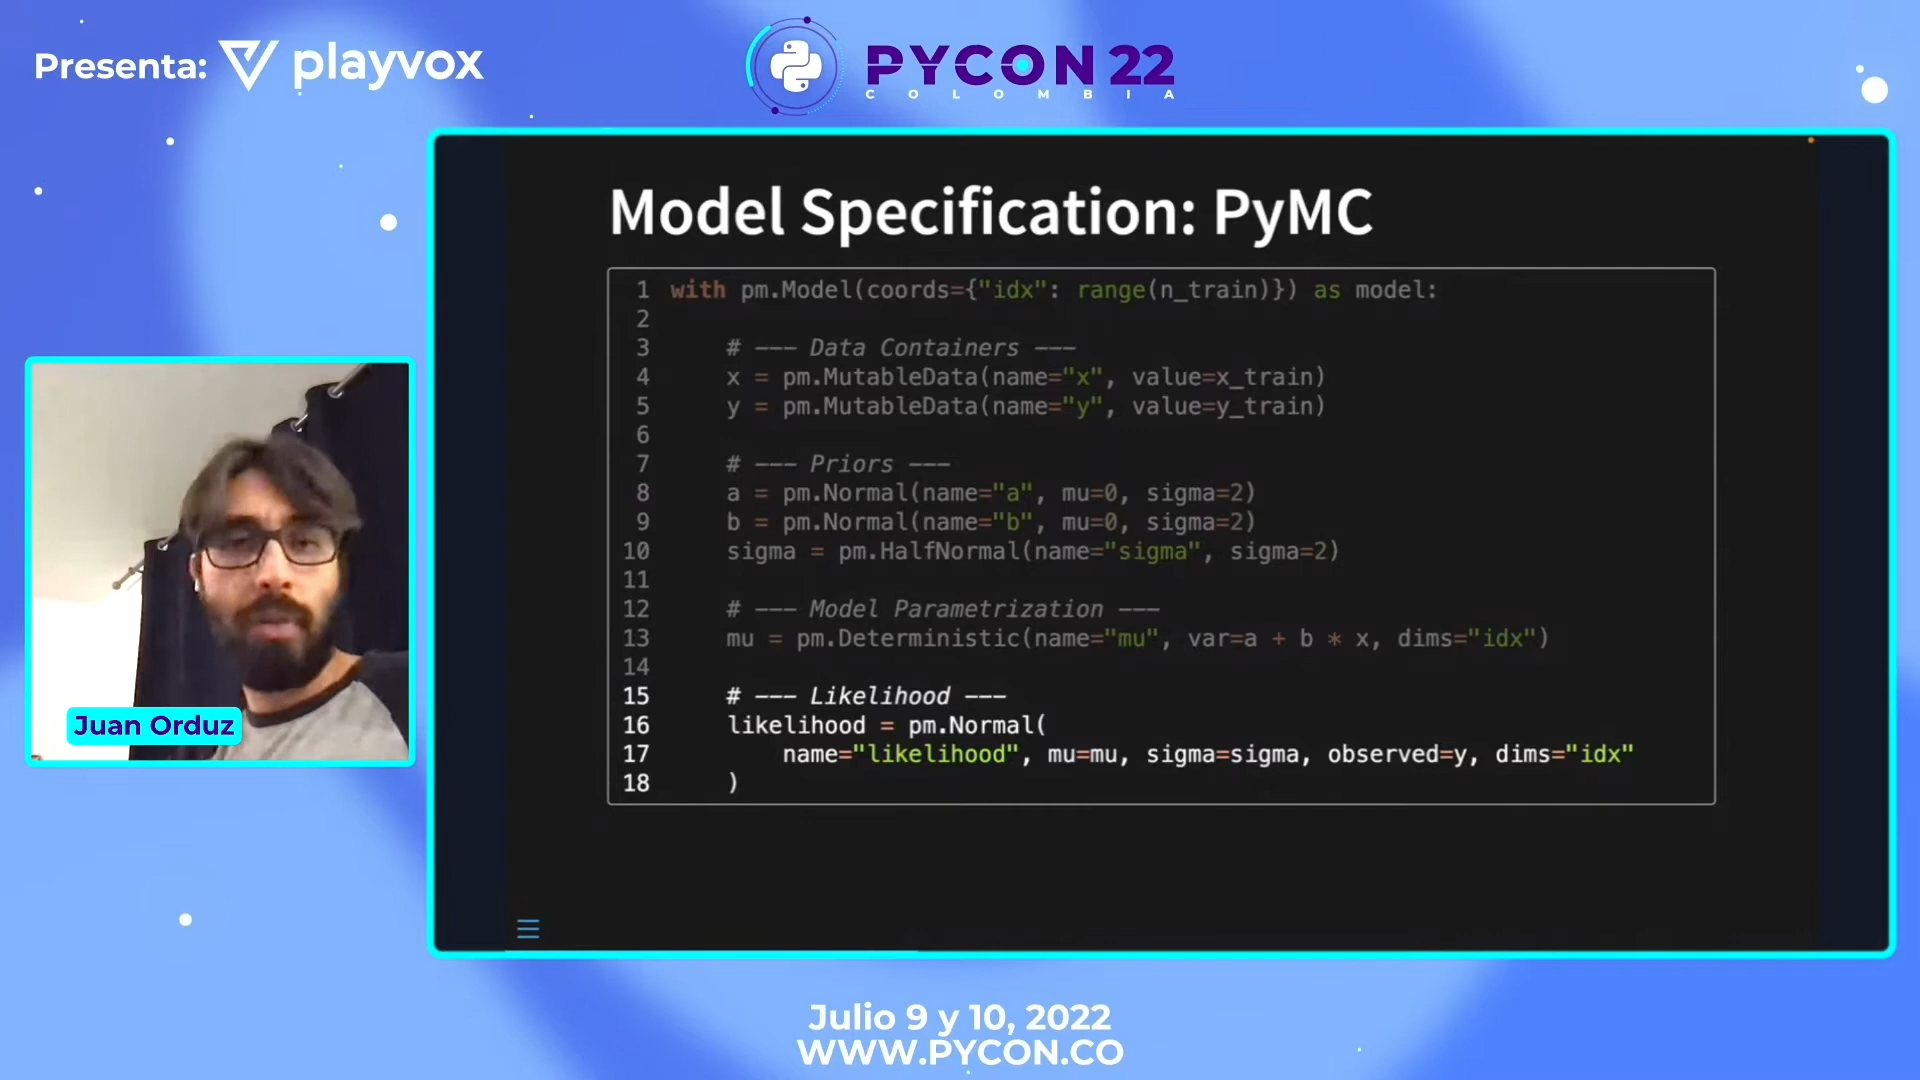 Presenta: playvox
PYCON 22
COLOMBIA
Model Specification: PyMC
1 with pm.Model(coords={"idx": range(n_train)}) as model:
2
3 # --- Data Containers ---
4 x = pm.MutableData(name="x", value=x_train)
5 y = pm.MutableData(name="y", value=y_train)
6
7 # --- Priors ---
8 a = pm.Normal(name="a", mu=0, sigma=2)
9 b = pm.Normal(name="b", mu=0, sigma=2)
10 sigma = pm.HalfNormal(name="sigma", sigma=2)
11
12 # --- Model Parametrization ---
13 mu = pm.Deterministic(name="mu", var=a + b * x, dims="idx")
14
15 # --- Likelihood ---
16 likelihood = pm.Normal(
17 name="likelihood", mu=mu, sigma=sigma, observed=y, dims="idx"
18 )
Juan Orduz
Julio 9 y 10, 2022
WWW.PYCON.CO